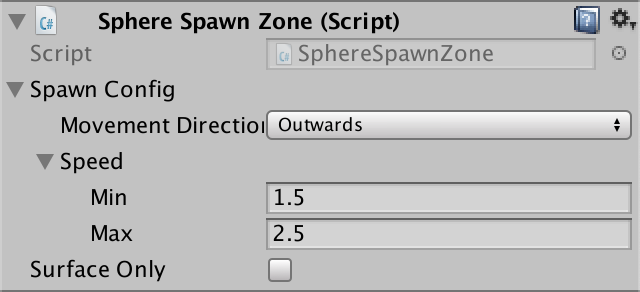 Sphere Spawn Zone (Script)
Script
SphereSpawnZone
Spawn Config
Movement Direction Outwards
Speed
Min 1.5
Max 2.5
Surface Only